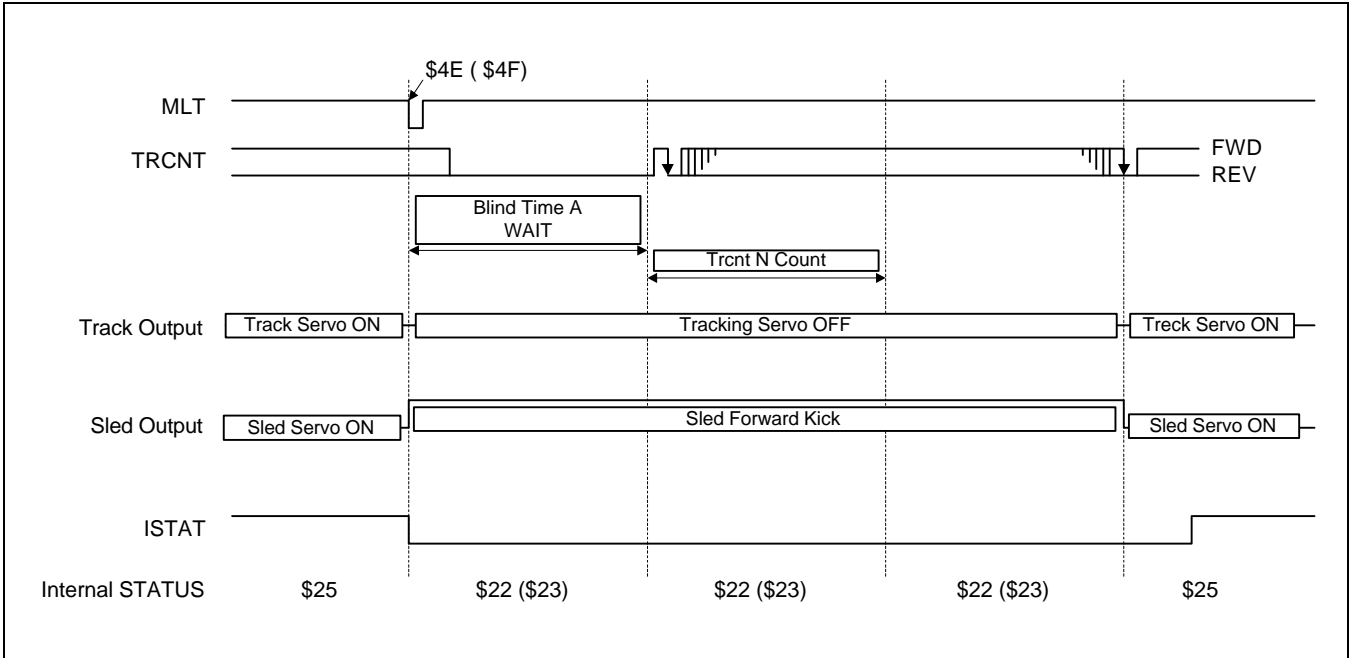 $4E ( $4F)
MLT
TRCNT
FWD
REV
Blind Time A
WAIT
Trcnt N Count
Track Output
Track Servo ON
Tracking Servo OFF
Treck Servo ON
Sled Output
Sled Servo ON
Sled Forward Kick
Sled Servo ON
ISTAT
Internal STATUS
$25
$22 ($23)
$22 ($23)
$22 ($23)
$25